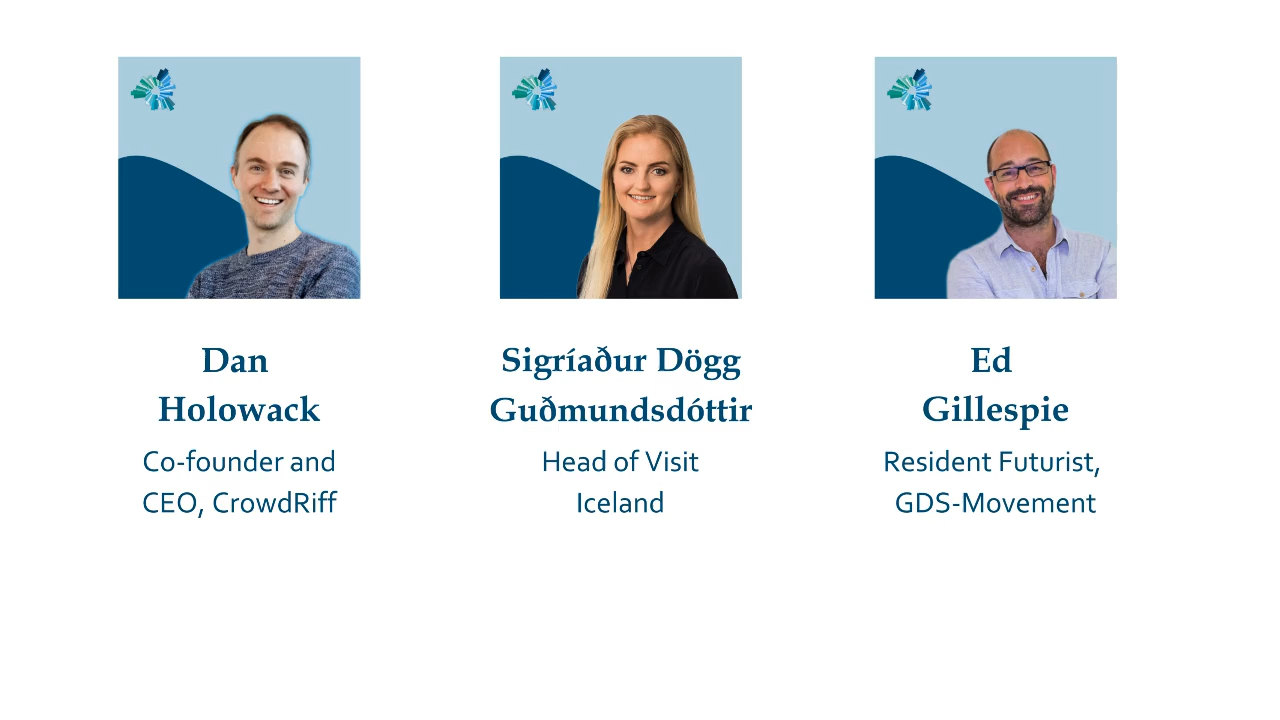 Dan
Holowack
Co-founder and
CEO, CrowdRiff
Sigríaður Dögg
Guðmundsdóttir
Head of Visit
Iceland
Ed
Gillespie
Resident Futurist,
GDS-Movement